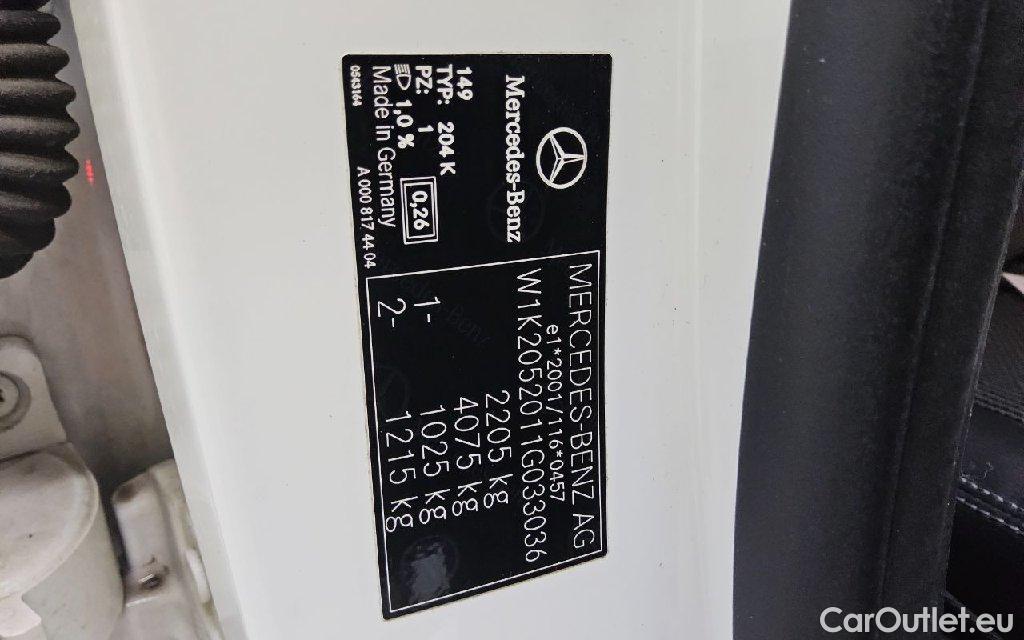 Mercedes-Benz
149
TYP: 204 K
PZ: 1
1,0 %
0,26
Made in Germany
0563164
A 000 817 44 04
MERCEDES-BENZ AG
e1*2001/116*0457
W1K2052011G033036
2205 kg
4075 kg
1- 1025 kg
2- 1215 kg
CarOutlet.eu